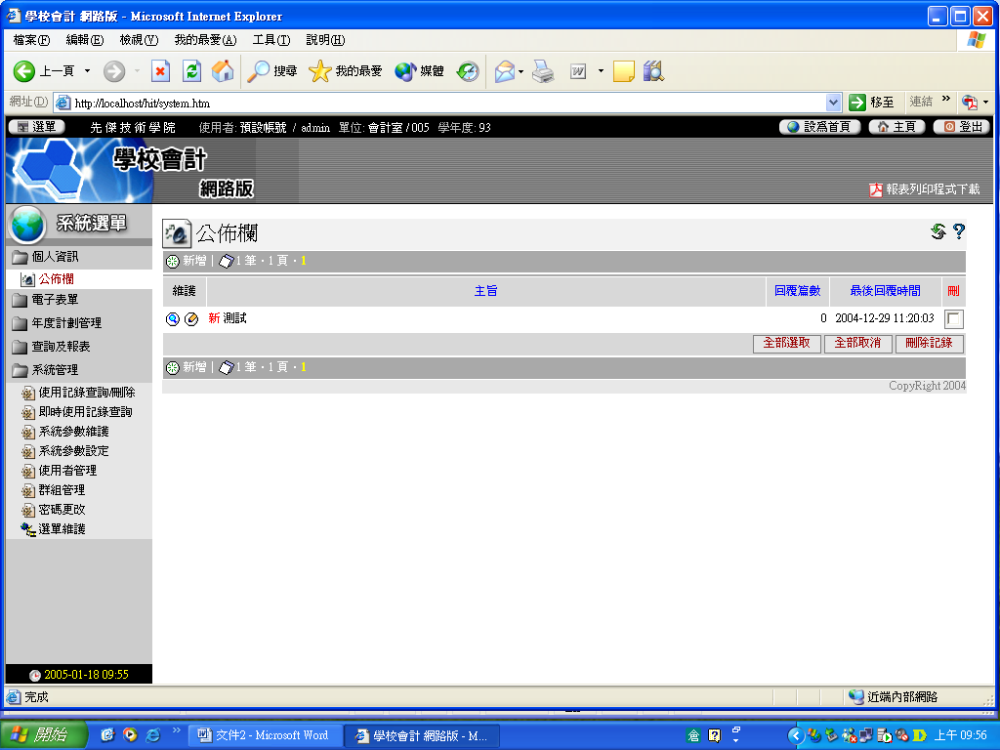 學校會計 網路版 - Microsoft Internet Explorer
檔案(F) 編輯(E) 檢視(V) 我的最愛(A) 工具(T) 說明(H)
上一頁 搜尋 我的最愛 媒體
網址(D) http://localhost/hit/system.htm 移至 連結 »
選單 先傑技術學院 使用者: 預設帳號 / admin 單位: 會計室 / 005 學年度: 93 設為首頁 主頁 登出
學校會計
網路版
報表列印程式下載
系統選單
個人資訊
公佈欄
電子表單
年度計劃管理
查詢及報表
系統管理
使用記錄查詢/刪除
即時使用記錄查詢
系統參數維護
系統參數設定
使用者管理
群組管理
密碼更改
選單維護
2005-01-18 09:55
公佈欄
新增 | 1 筆‧1 頁‧1
維護 主旨 回覆篇數 最後回覆時間 刪
新 測試 0 2004-12-29 11:20:03
全部選取 全部取消 刪除記錄
新增 | 1 筆‧1 頁‧1
CopyRight 2004
完成 近端內部網路
開始 » 文件2 - Microsoft Word 學校會計 網路版 - M... 倉 上午 09:56